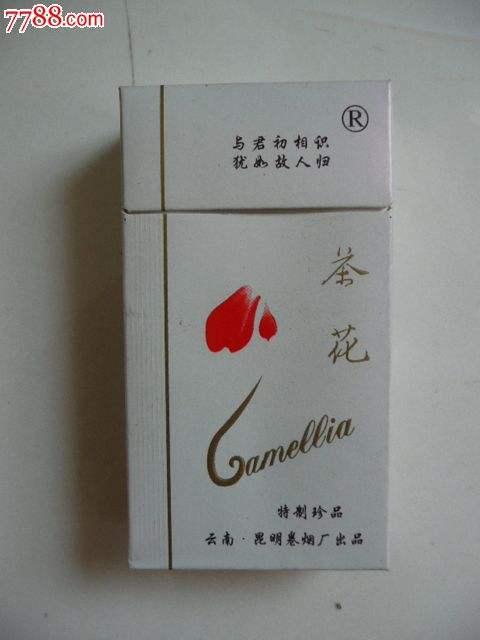 7788.com
®
与君初相识
犹如故人归
茶花
Camellia
特制珍品
云南·昆明卷烟厂出品